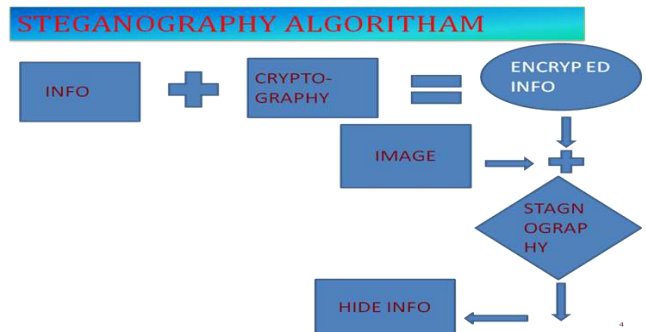 STEGANOGRAPHY ALGORITHAM
INFO
CRYPTO-
GRAPHY
ENCRYP ED
INFO
IMAGE
STAGN
OGRAP
HY
HIDE INFO
4